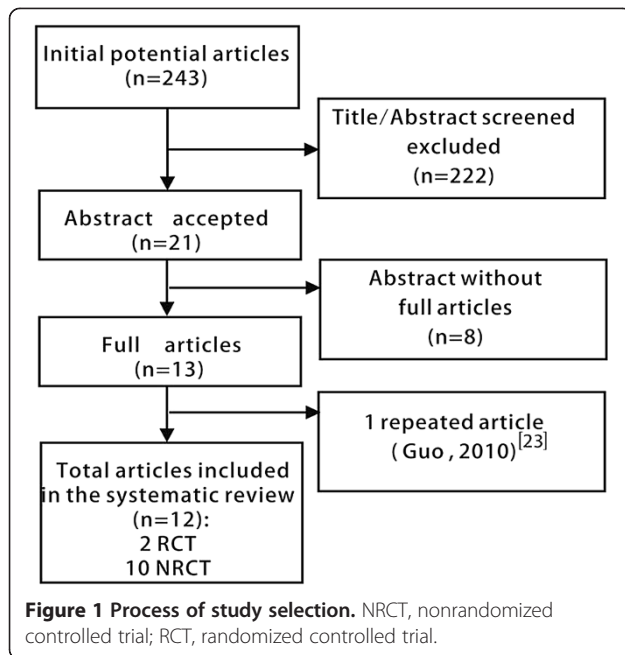 Initial potential articles
(n=243)
Title/Abstract screened
excluded
(n=222)
Abstract accepted
(n=21)
Abstract without
full articles
(n=8)
Full articles
(n=13)
1 repeated article
(Guo, 2010)[23]
Total articles included
in the systematic review
(n=12):
2 RCT
10 NRCT
Figure 1 Process of study selection. NRCT, nonrandomized
controlled trial; RCT, randomized controlled trial.